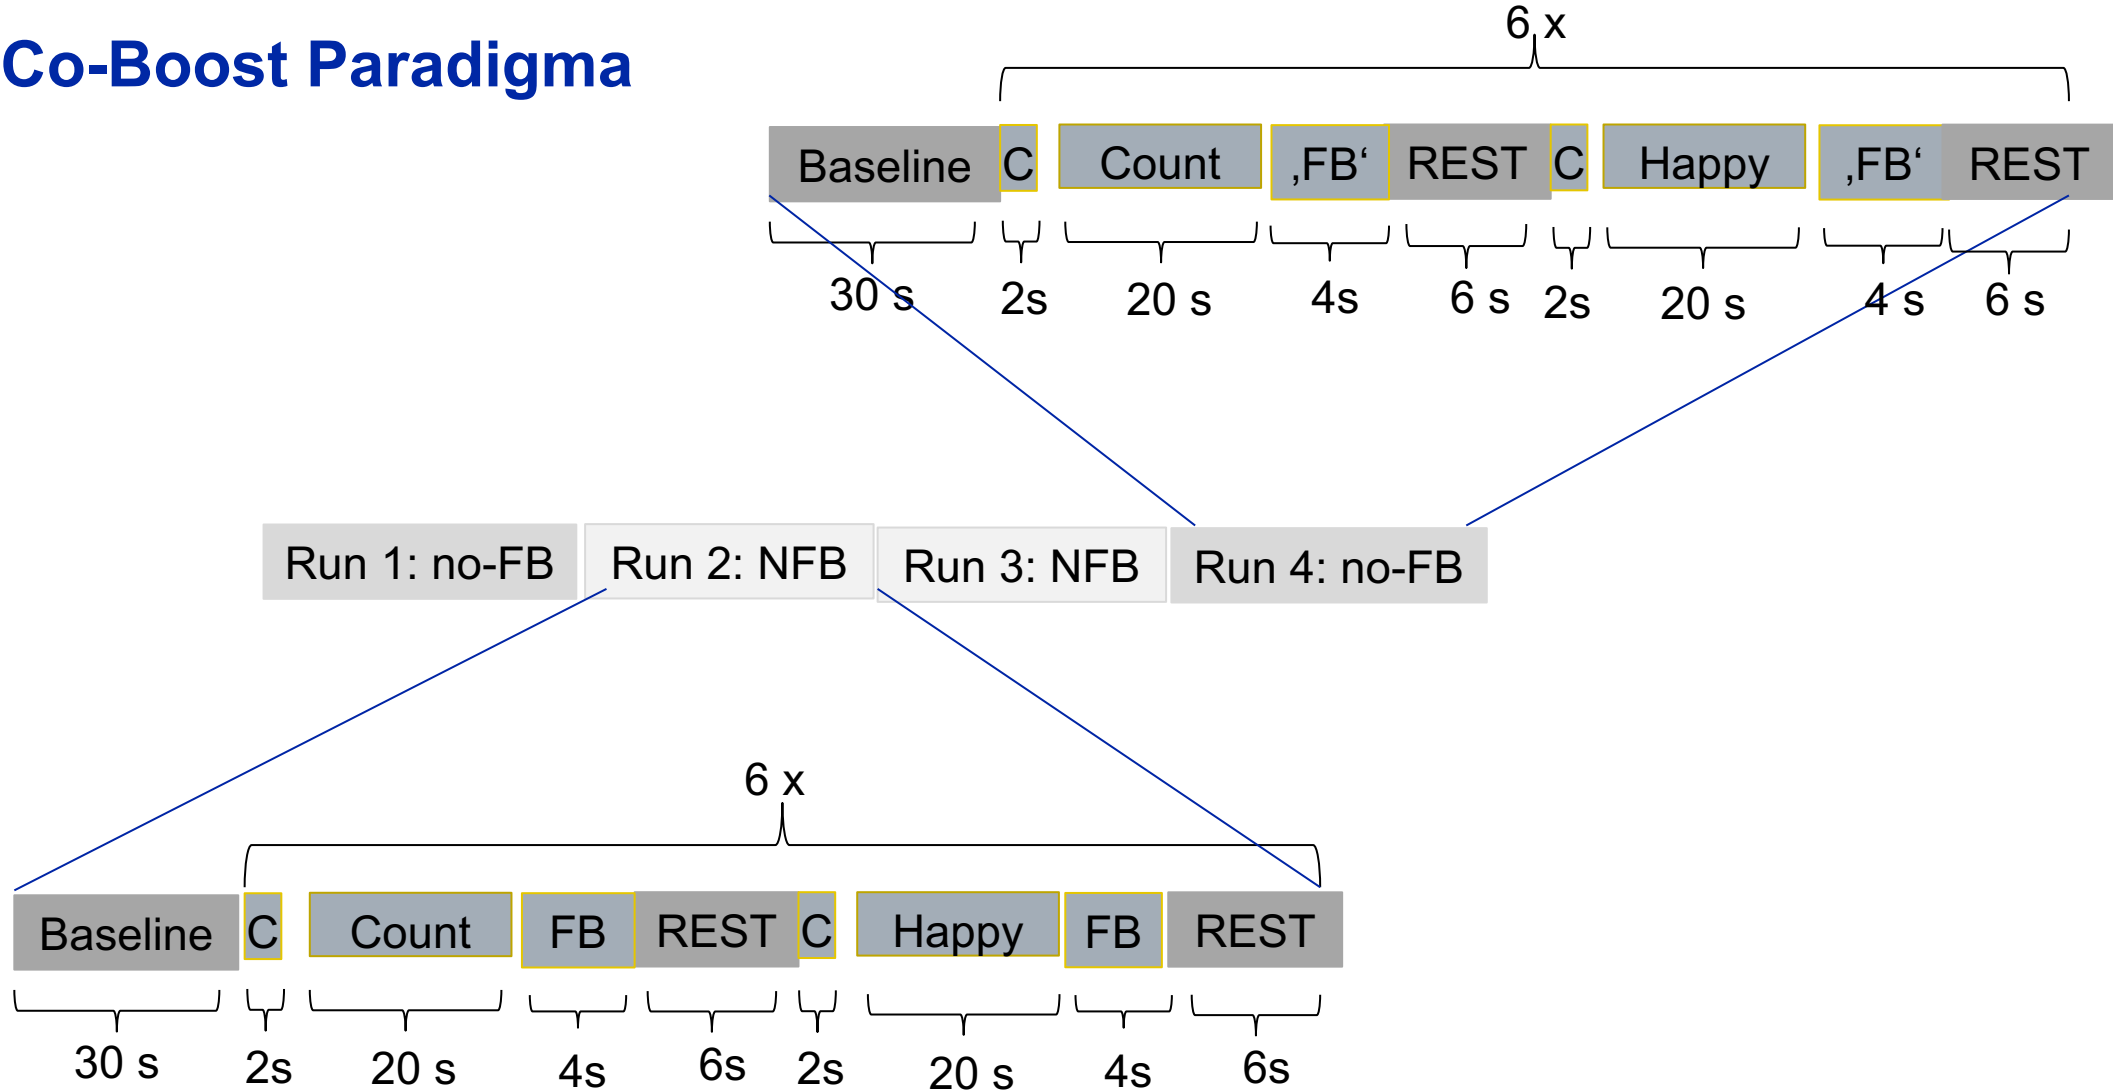 6 x
Co-Boost Paradigma
Baseline C Count ‚FB‘ REST C Happy ‚FB‘ REST
30 s 2s 20 s 4s 6 s 2s 20 s 4 s 6 s
Run 1: no-FB Run 2: NFB Run 3: NFB Run 4: no-FB
6 x
Baseline C Count FB REST C Happy FB REST
30 s 2s 20 s 4s 6s 2s 20 s 4s 6s